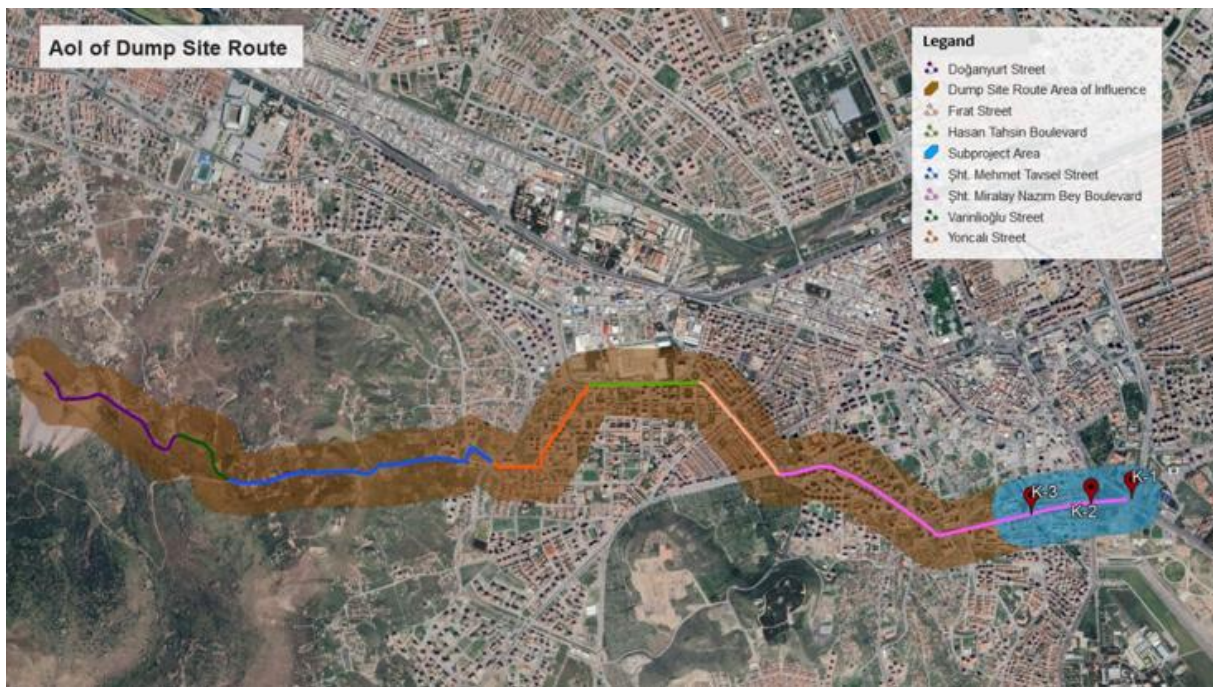 AoI of Dump Site Route
Legand
Doğanyurt Street
Dump Site Route Area of Influence
Fırat Street
Hasan Tahsin Boulevard
Subproject Area
Şht. Mehmet Tavsel Street
Şht. Miralay Nazım Bey Boulevard
Varinlioğlu Street
Yoncalı Street
K-1
K-3
K-2